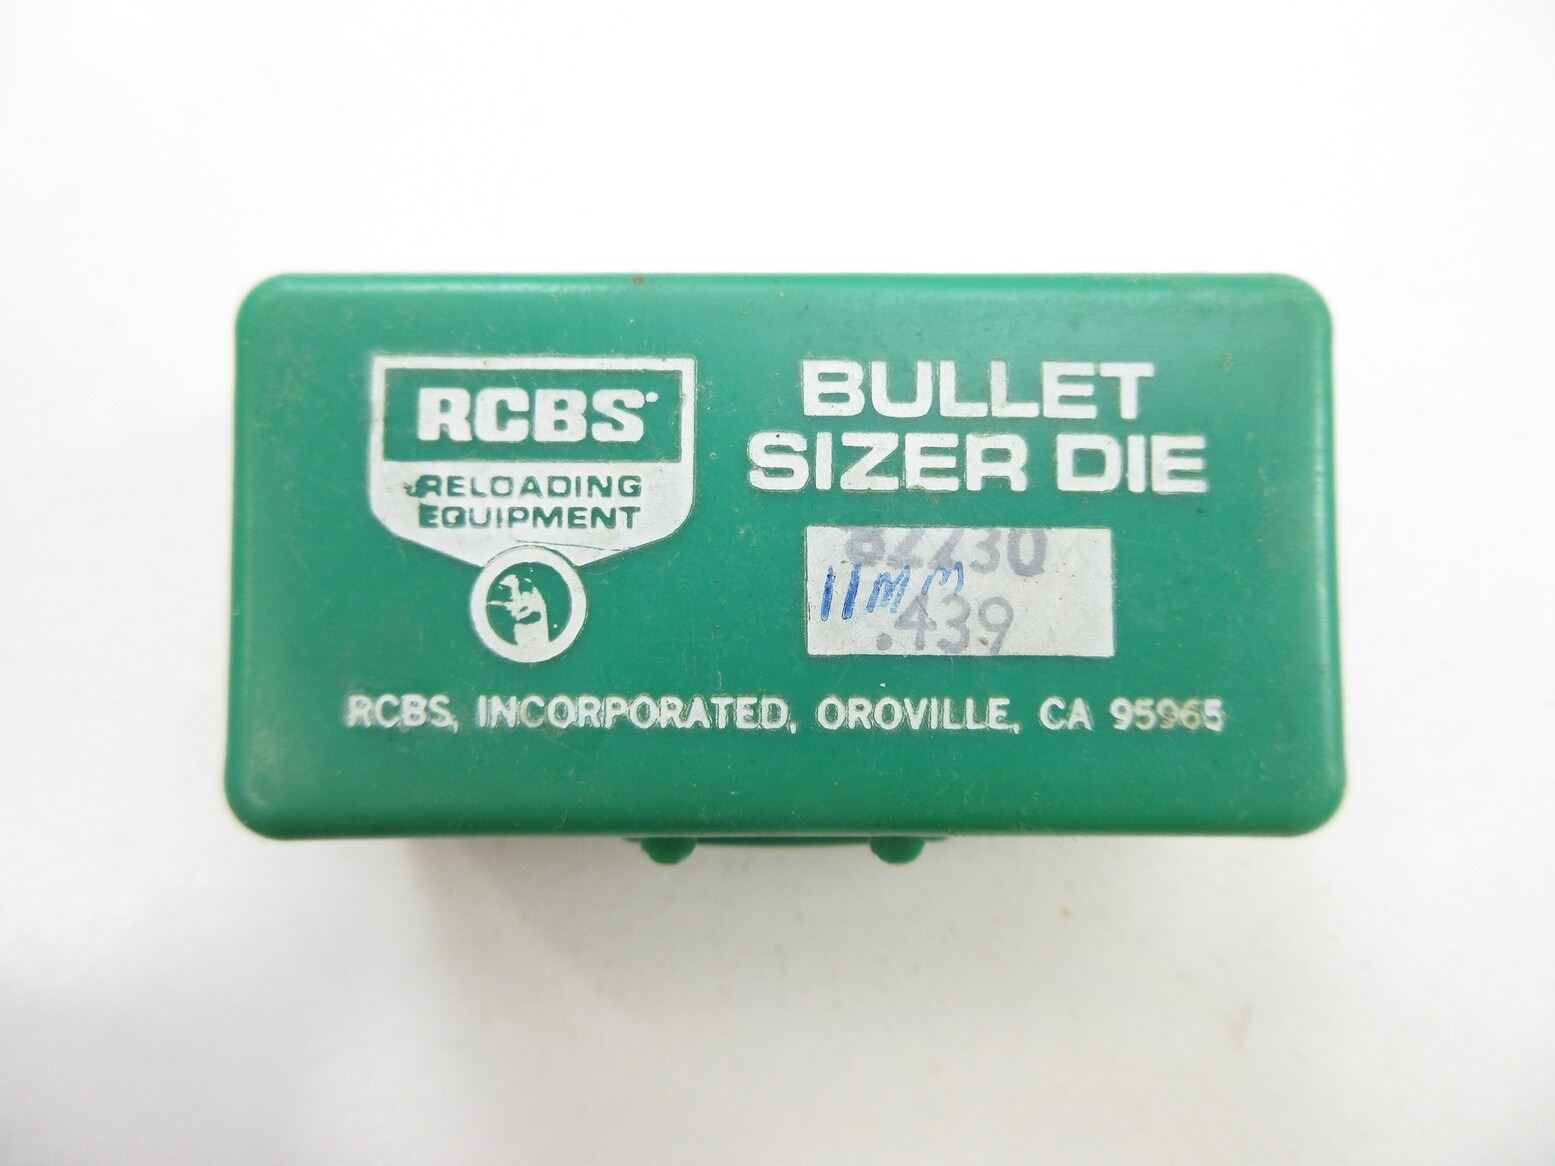 RCBS
RELOADING
EQUIPMENT
BULLET
SIZER DIE
82230
11MM
.439
RCBS, INCORPORATED, OROVILLE, CA 95965